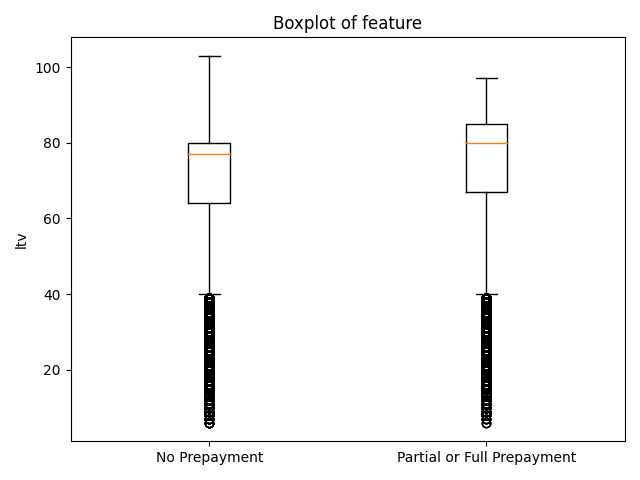 Boxplot of feature
100
80
60
40
20
ltv
No Prepayment
Partial or Full Prepayment